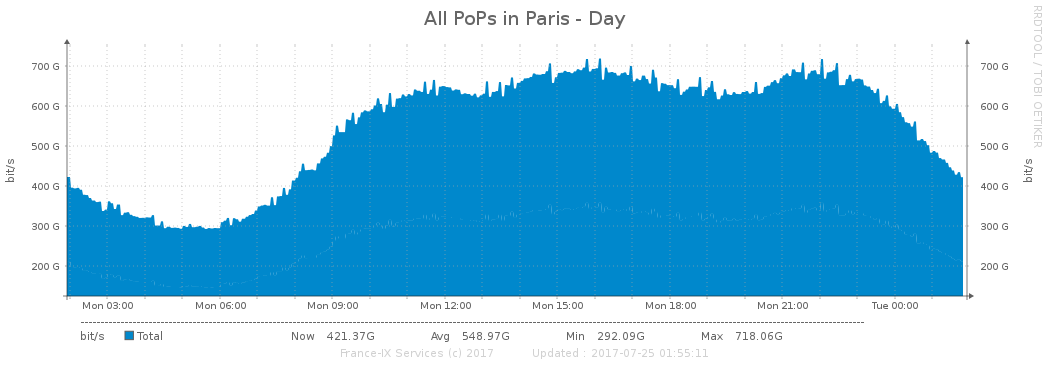 All PoPs in Paris - Day
RRDTOOL / TOBI OETIKER
700 G 700 G
600 G 600 G
500 G 500 G
400 G 400 G
300 G 300 G
200 G 200 G
bit/s
bit/s
Mon 03:00 Mon 06:00 Mon 09:00 Mon 12:00 Mon 15:00 Mon 18:00 Mon 21:00 Tue 00:00
bit/s Total Now 421.37G Avg 548.97G Min 292.09G Max 718.06G
France-IX Services (c) 2017 Updated : 2017-07-25 01:55:11